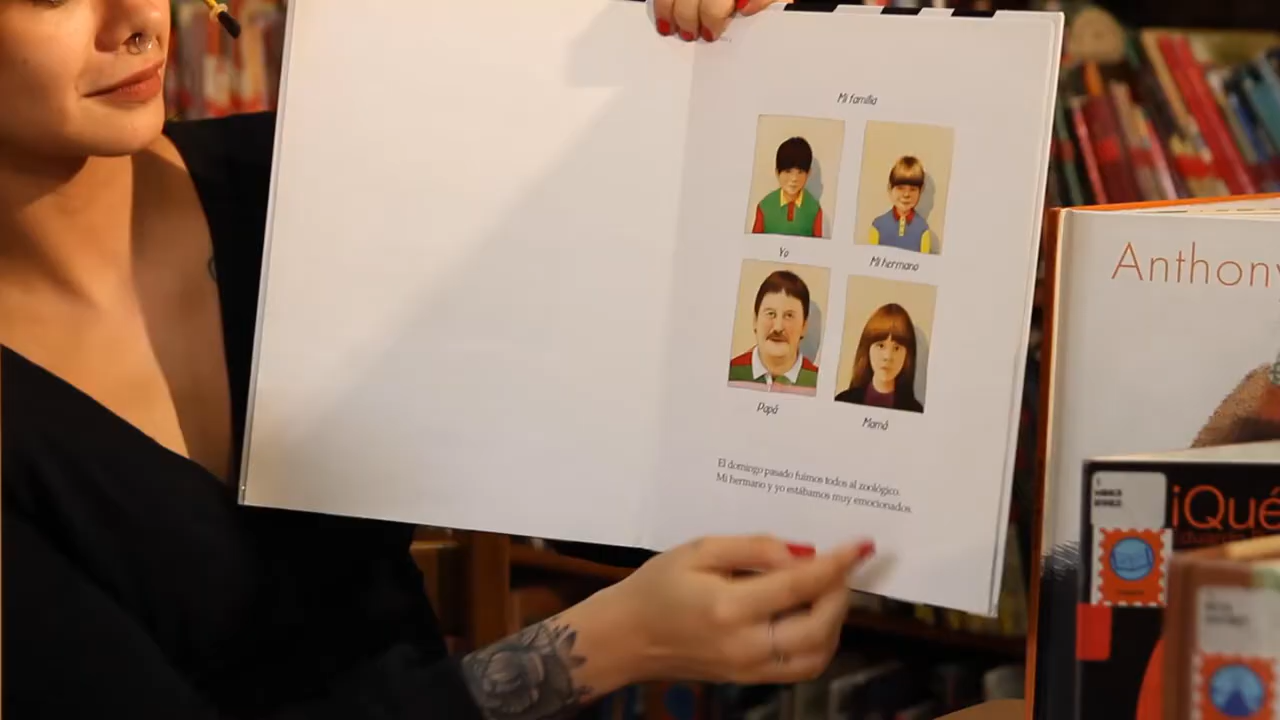 Mi familia
Yo
Mi hermano
Papá
Mamá
El domingo pasado fuimos todos al zoológico.
Mi hermano y yo estábamos muy emocionados.
Anthony
¡Qué